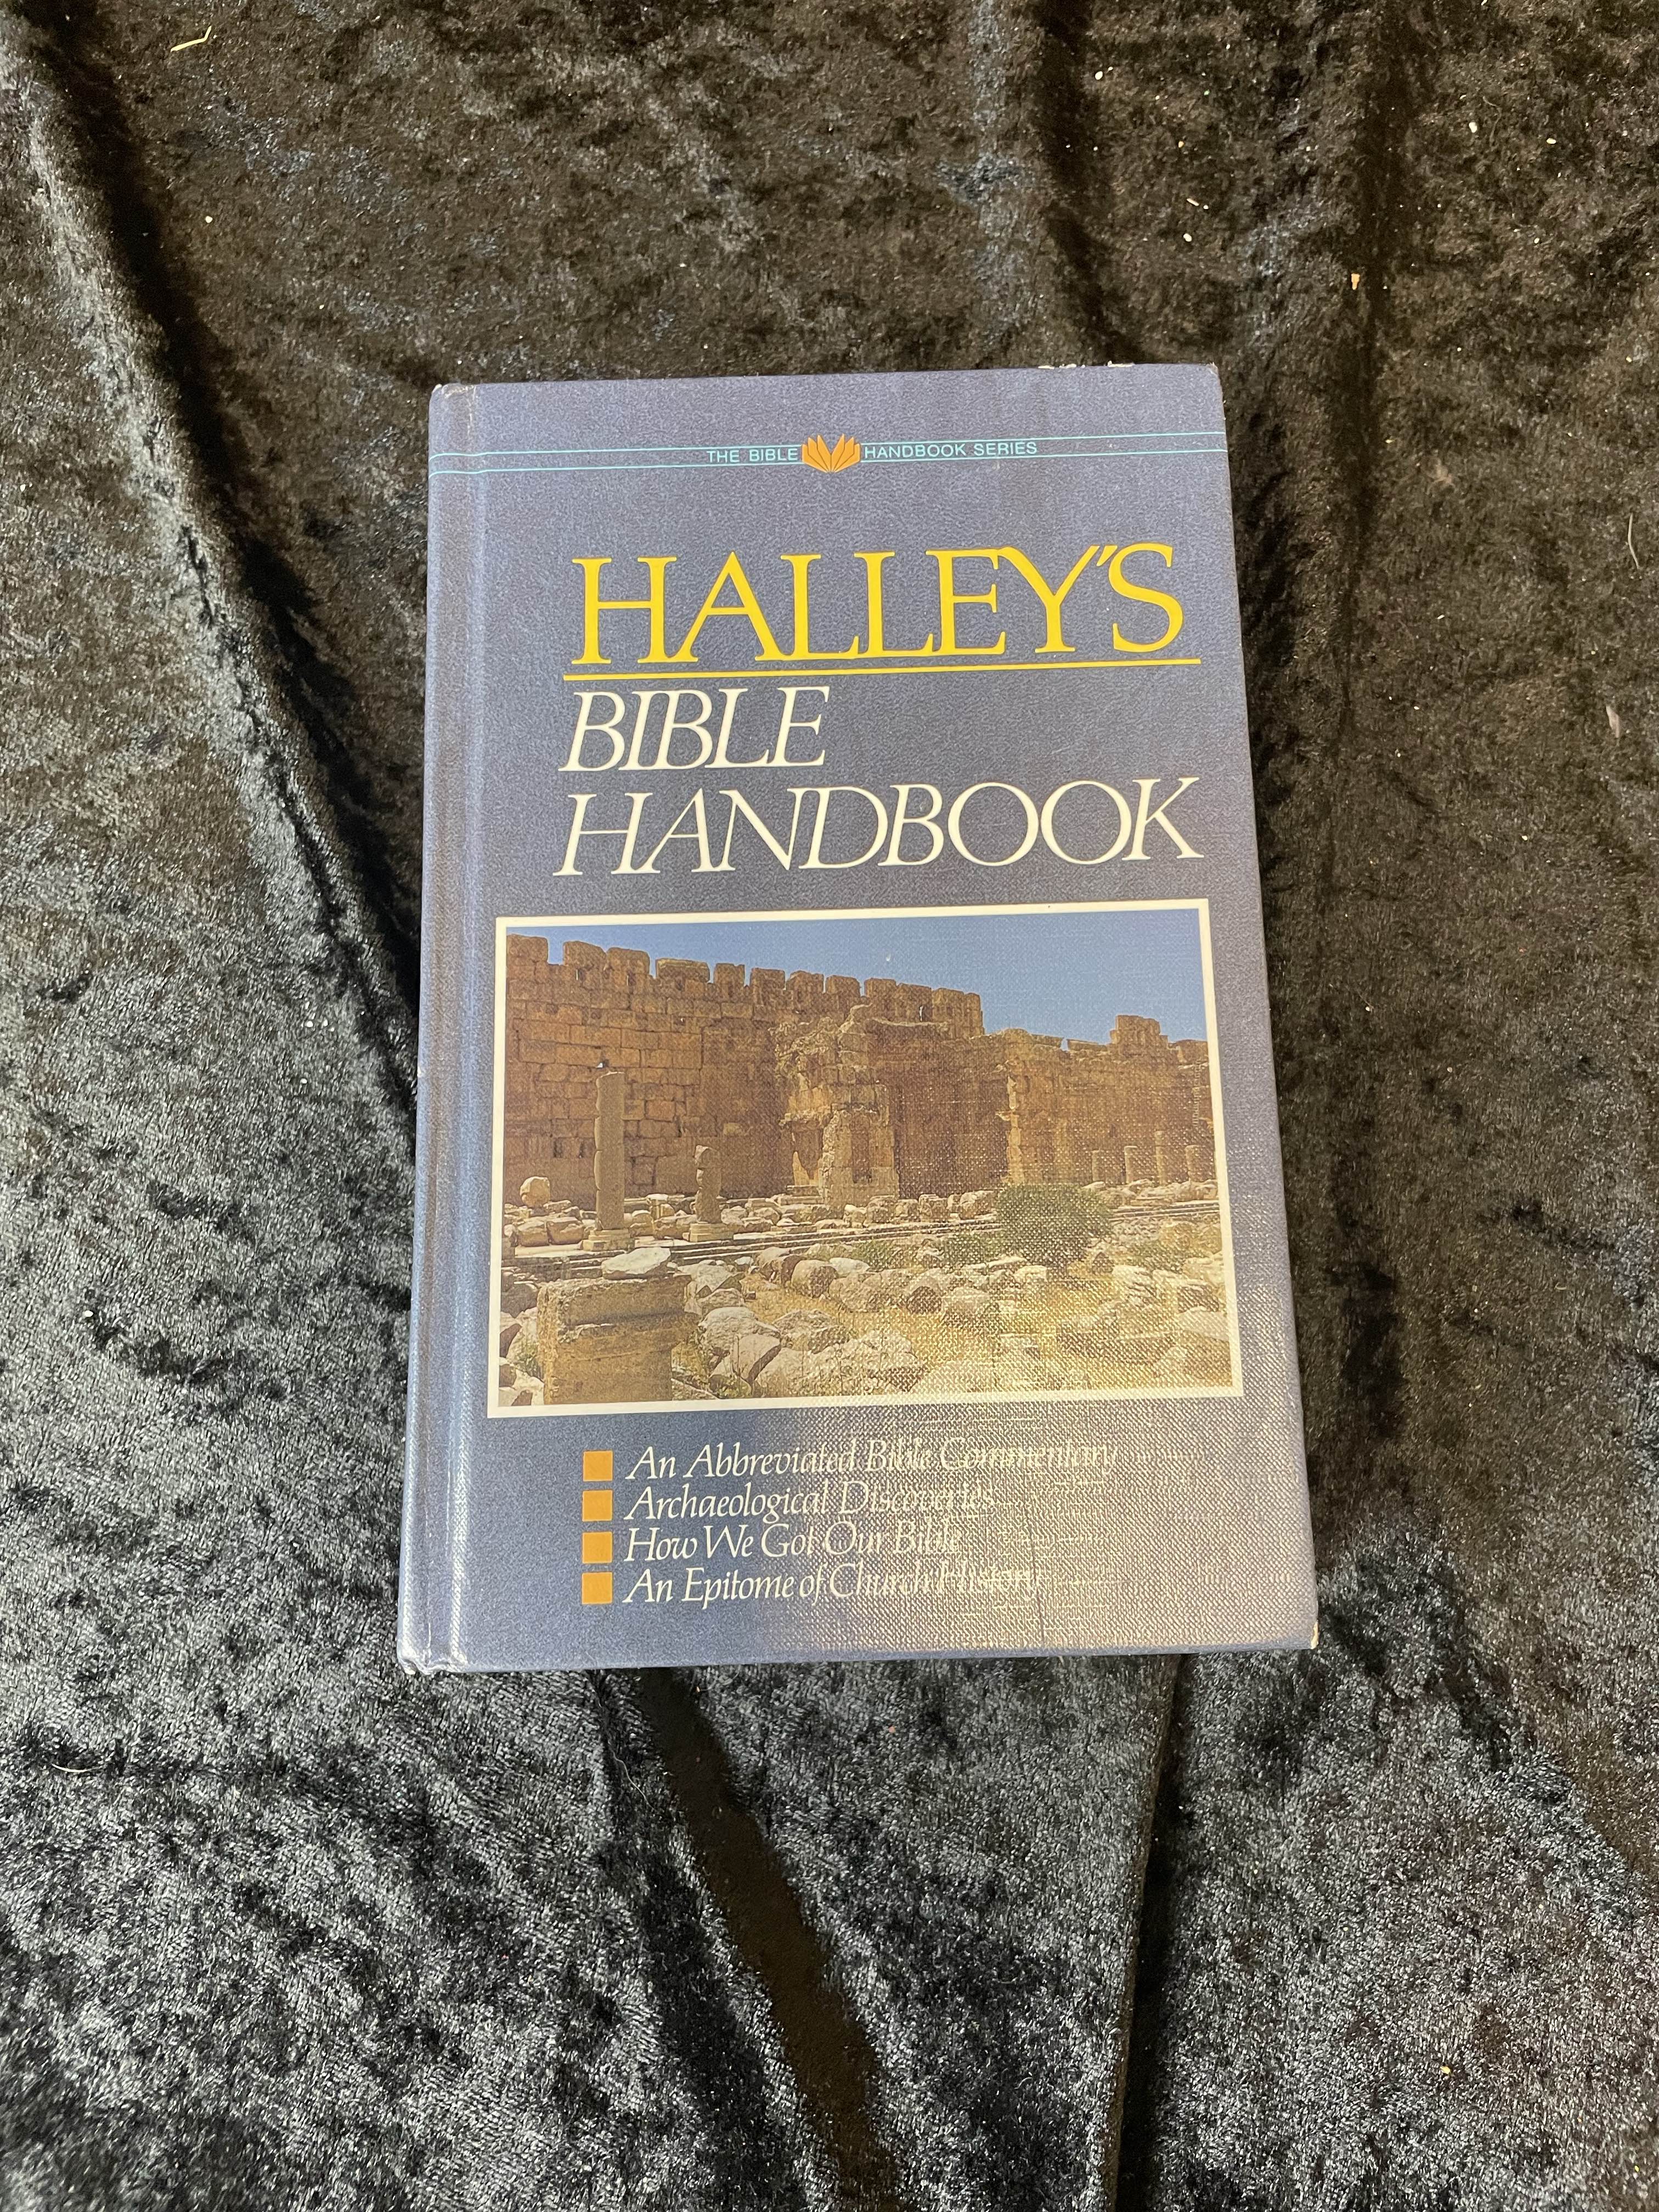 THE BIBLE HANDBOOK SERIES
HALLEY'S
BIBLE
HANDBOOK
An Abbreviated Bible Commentary
Archaeological Discoveries
How We Got Our Bible
An Epitome of Church History